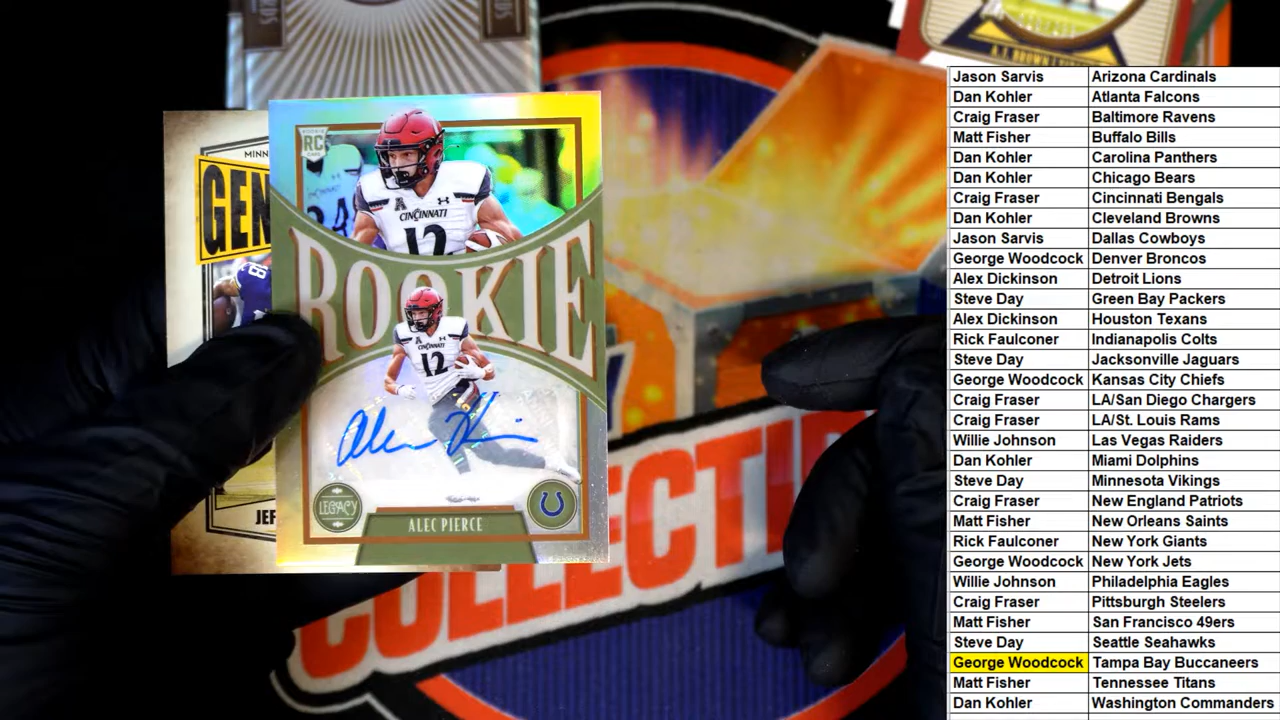 MINN
GEN
81
JEF
RC
CINCINNATI
12
ROOKIE
CINCINNATI
12
Alec Pierce
LEGACY
ALEC PIERCE
COLLECTI
Jason Sarvis Arizona Cardinals
Dan Kohler Atlanta Falcons
Craig Fraser Baltimore Ravens
Matt Fisher Buffalo Bills
Dan Kohler Carolina Panthers
Dan Kohler Chicago Bears
Craig Fraser Cincinnati Bengals
Dan Kohler Cleveland Browns
Jason Sarvis Dallas Cowboys
George Woodcock Denver Broncos
Alex Dickinson Detroit Lions
Steve Day Green Bay Packers
Alex Dickinson Houston Texans
Rick Faulconer Indianapolis Colts
Steve Day Jacksonville Jaguars
George Woodcock Kansas City Chiefs
Craig Fraser LA/San Diego Chargers
Craig Fraser LA/St. Louis Rams
Willie Johnson Las Vegas Raiders
Dan Kohler Miami Dolphins
Steve Day Minnesota Vikings
Craig Fraser New England Patriots
Matt Fisher New Orleans Saints
Rick Faulconer New York Giants
George Woodcock New York Jets
Willie Johnson Philadelphia Eagles
Craig Fraser Pittsburgh Steelers
Matt Fisher San Francisco 49ers
Steve Day Seattle Seahawks
George Woodcock Tampa Bay Buccaneers
Matt Fisher Tennessee Titans
Dan Kohler Washington Commanders